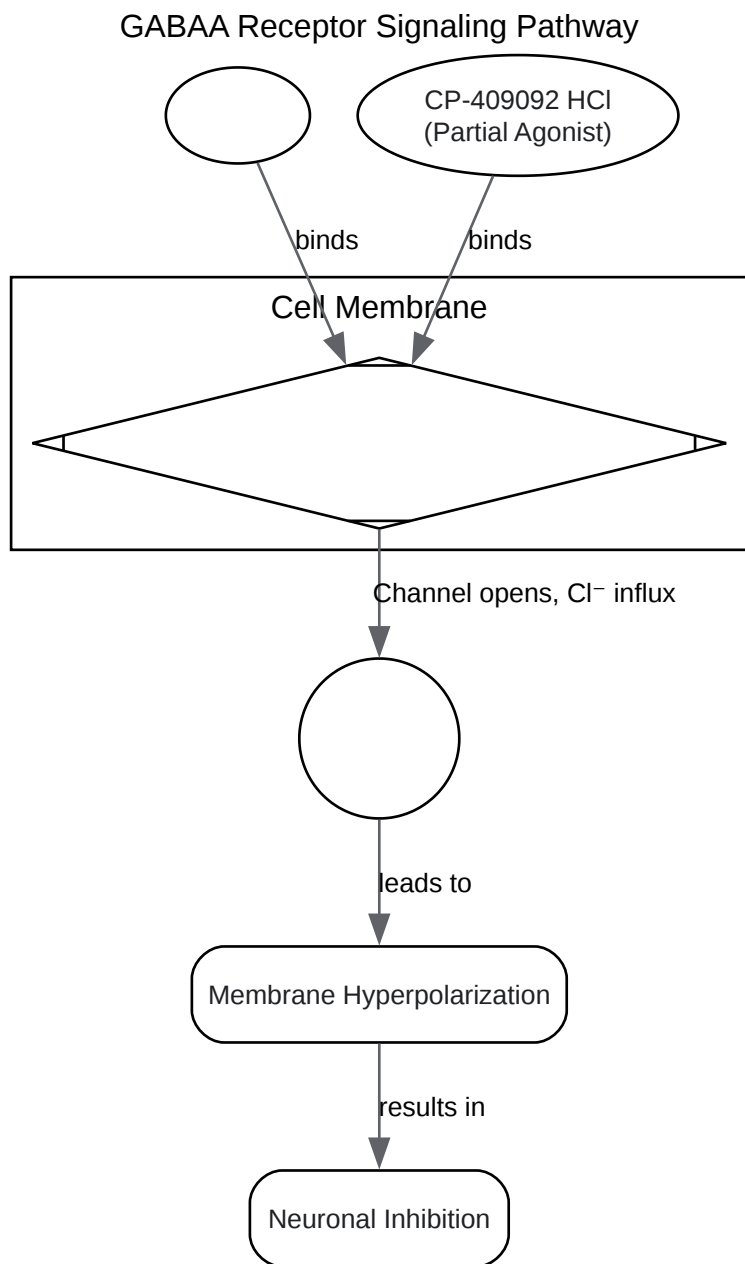 GABAA Receptor Signaling Pathway
CP-409092 HCl
(Partial Agonist)
binds
binds
Cell Membrane
Channel opens, Cl⁻ influx
leads to
Membrane Hyperpolarization
results in
Neuronal Inhibition